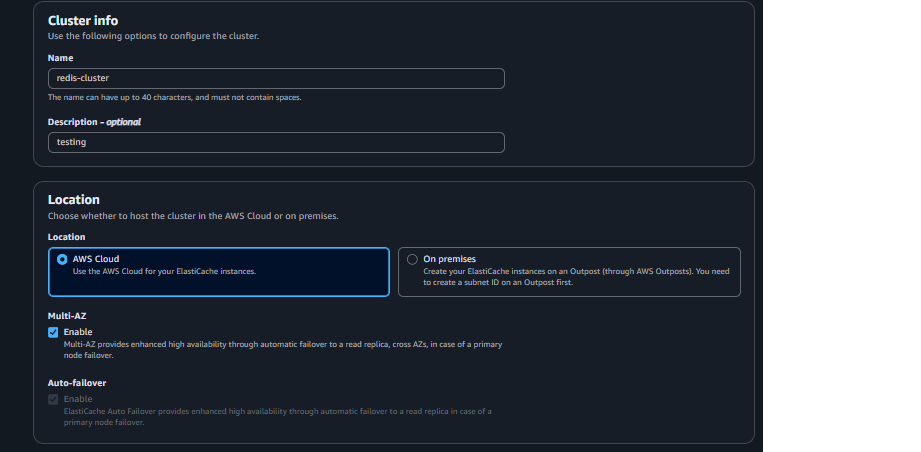 Cluster info
Use the following options to configure the cluster.
Name
redis-cluster
The name can have up to 40 characters, and must not contain spaces.
Description – optional
testing
Location
Choose whether to host the cluster in the AWS Cloud or on premises.
Location
AWS Cloud
Use the AWS Cloud for your ElastiCache instances.
On premises
Create your ElastiCache instances on an Outpost (through AWS Outposts). You need
to create a subnet ID on an Outpost first.
Multi-AZ
Enable
Multi-AZ provides enhanced high availability through automatic failover to a read replica, cross AZs, in case of a primary
node failover.
Auto-failover
Enable
ElastiCache Auto Failover provides enhanced high availability through automatic failover to a read replica in case of a
primary node failover.